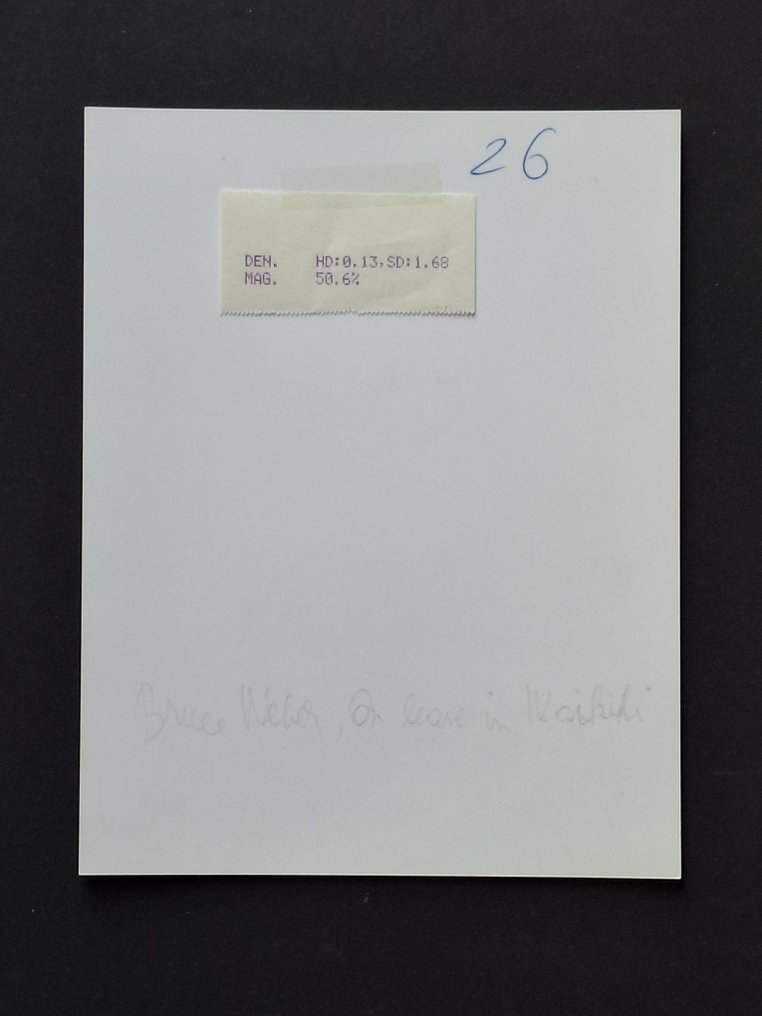 26
DEN. HD:0.13,SD:1.68
MAG. 50.6%
Bruce Weber, On leave in Waikiki